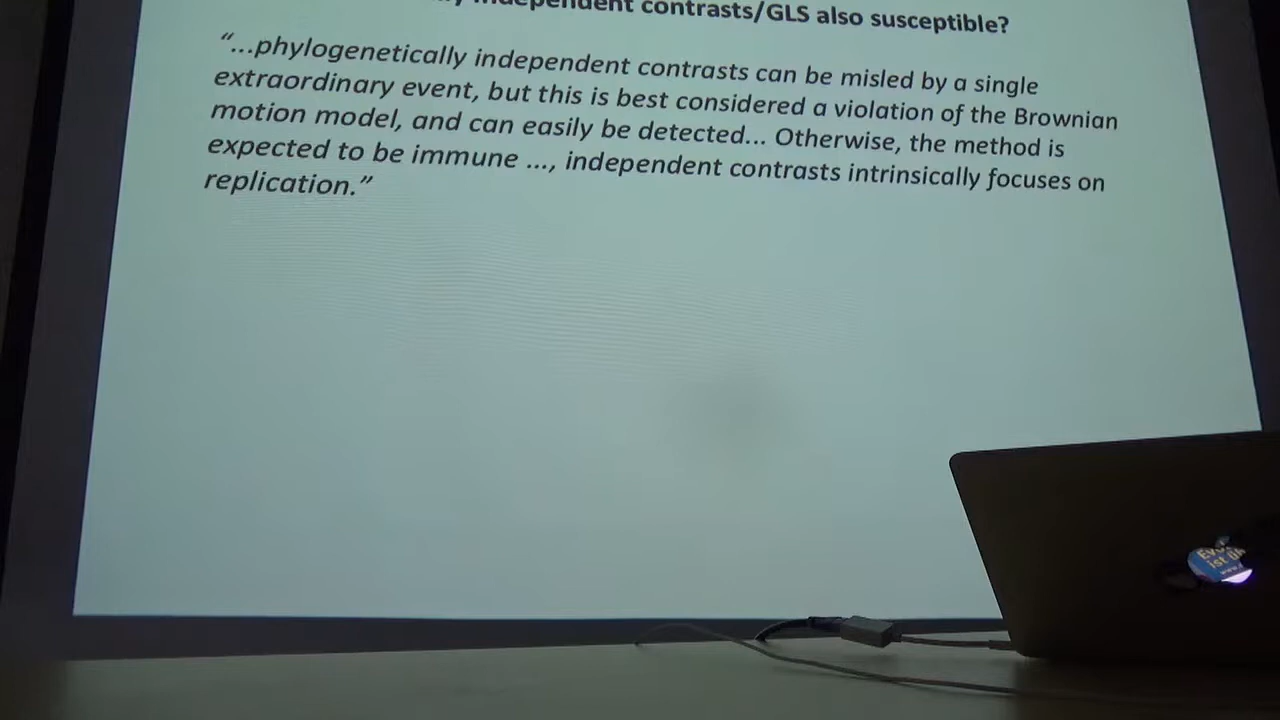 independent contrasts/GLS also susceptible?
“...phylogenetically independent contrasts can be misled by a single
extraordinary event, but this is best considered a violation of the Brownian
motion model, and can easily be detected... Otherwise, the method is
expected to be immune ..., independent contrasts intrinsically focuses on
replication.”